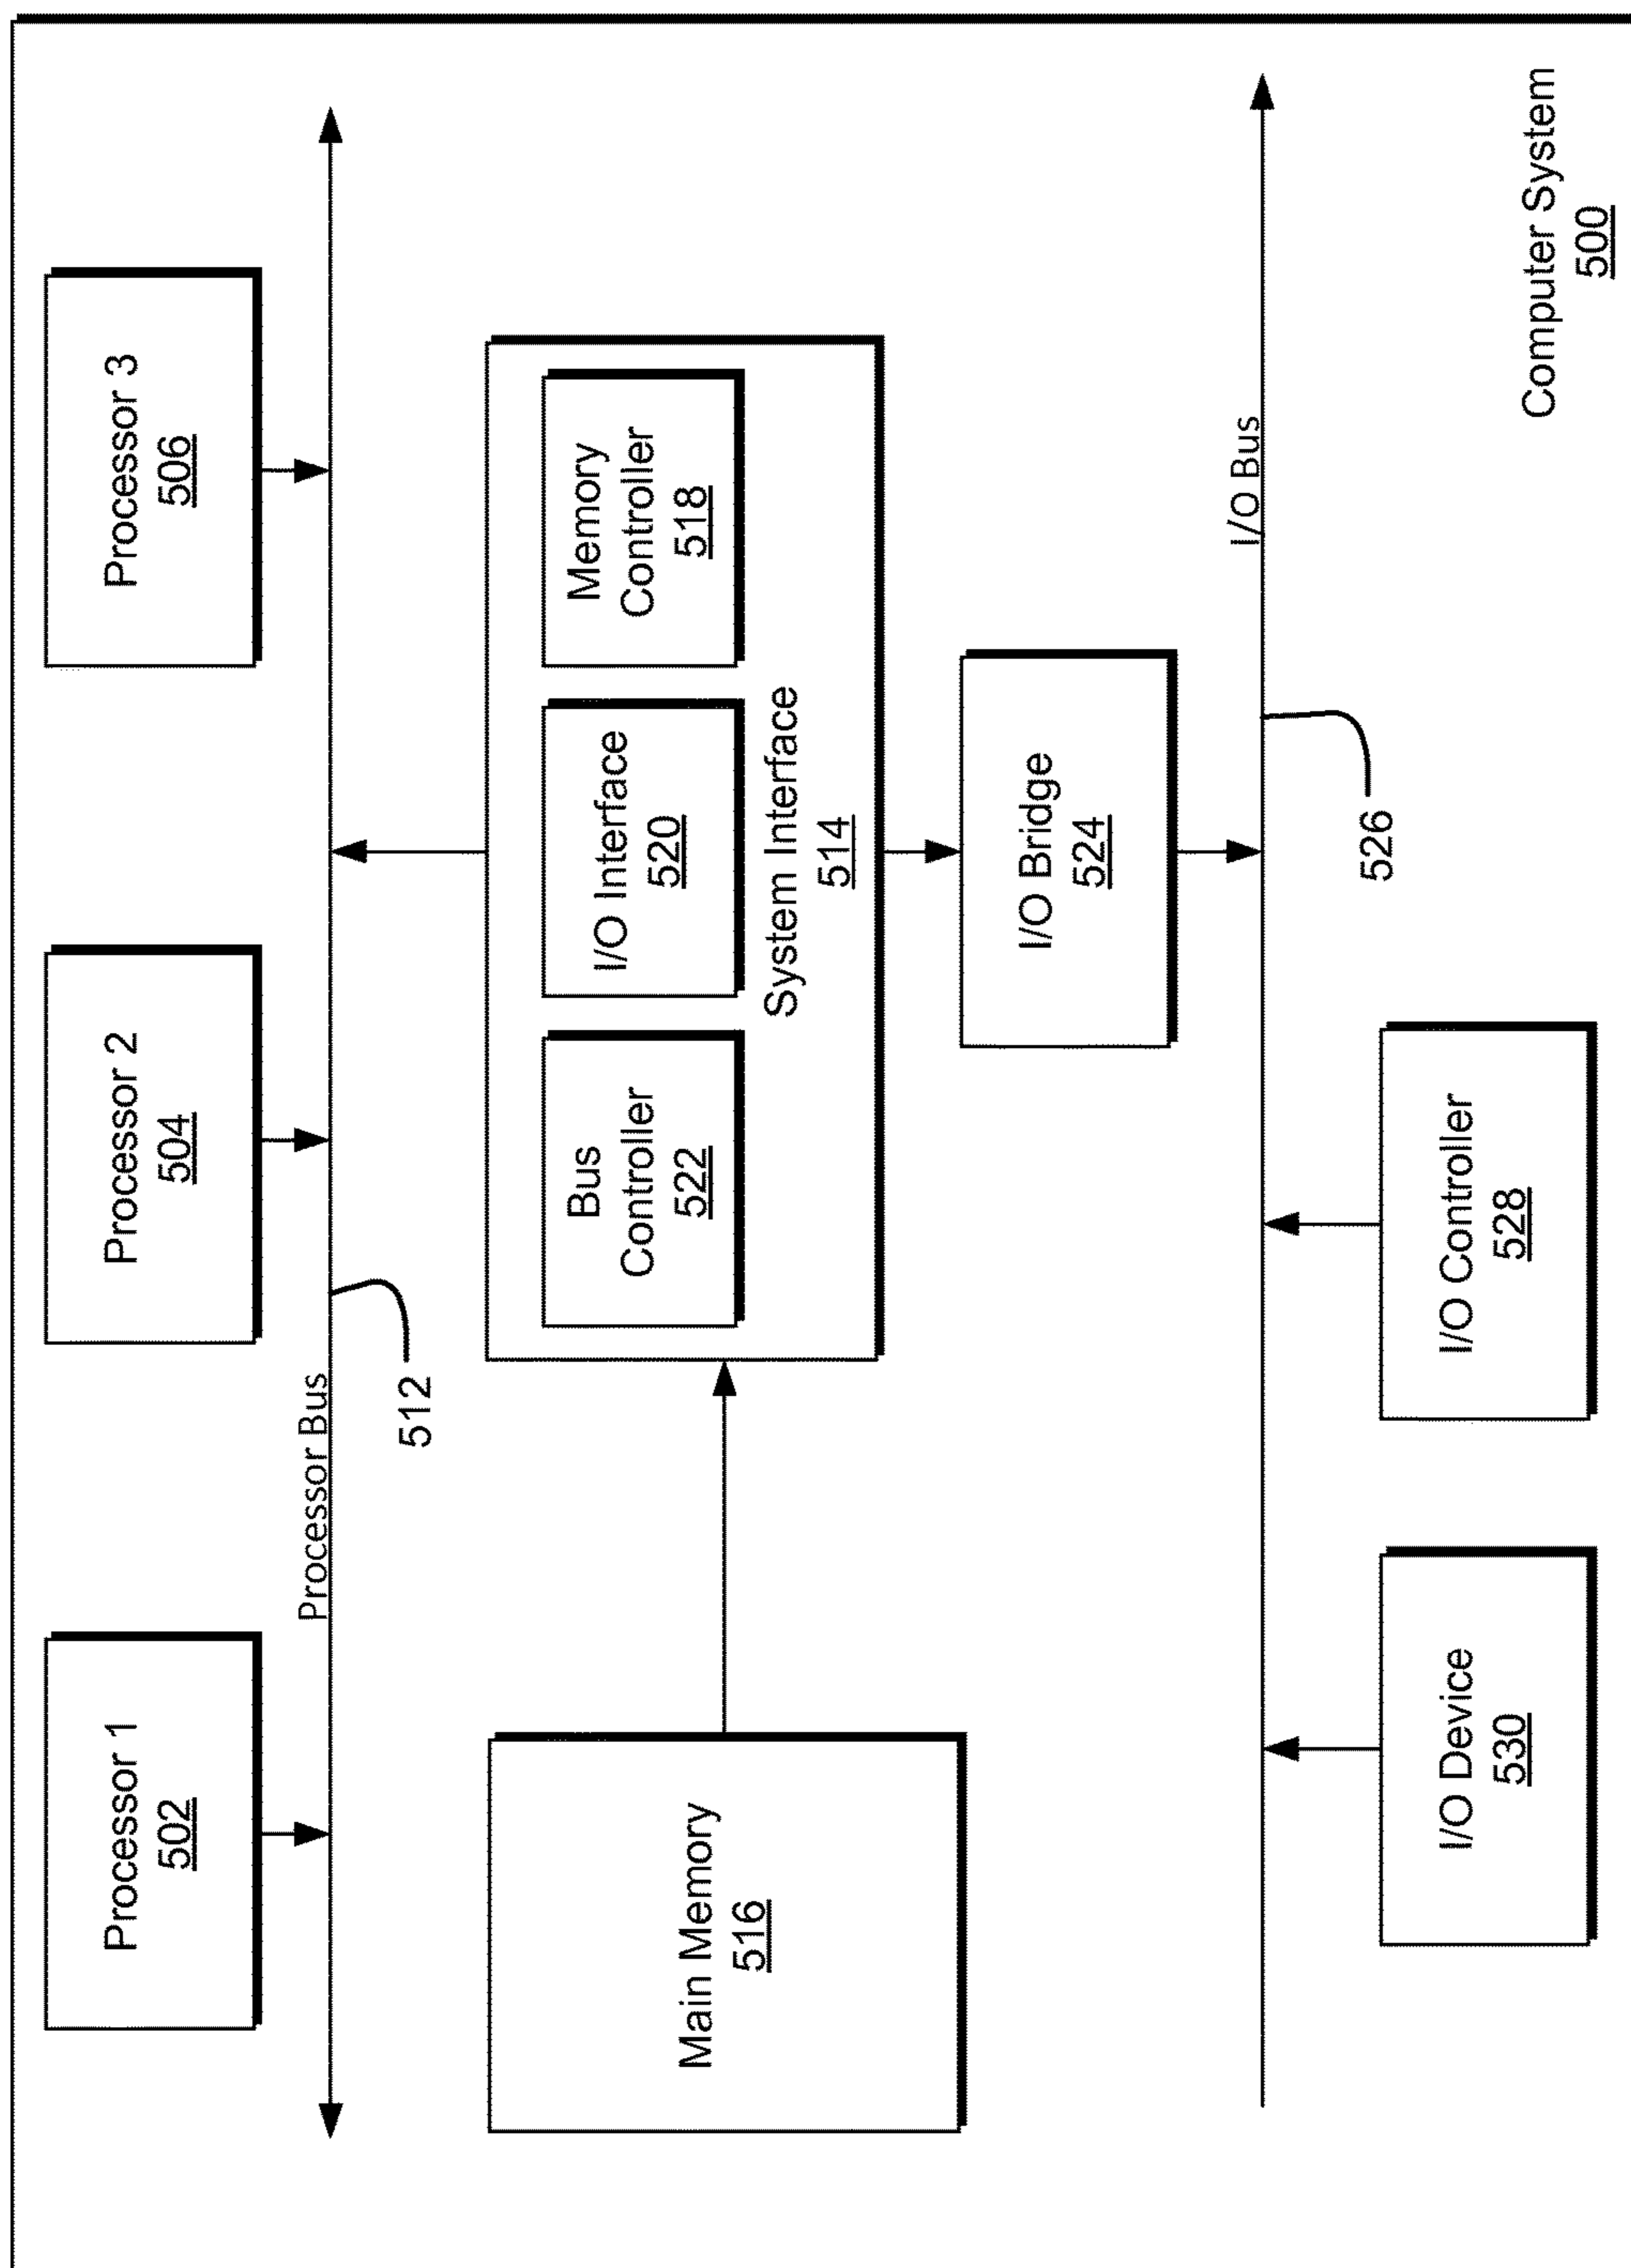 Processor 1
502
Processor 2
504
Processor 3
506
Processor Bus
512
Main Memory
516
Bus
Controller
522
I/O Interface
520
Memory
Controller
518
System Interface
514
I/O Bridge
524
I/O Bus
526
I/O Device
530
I/O Controller
528
Computer System
500